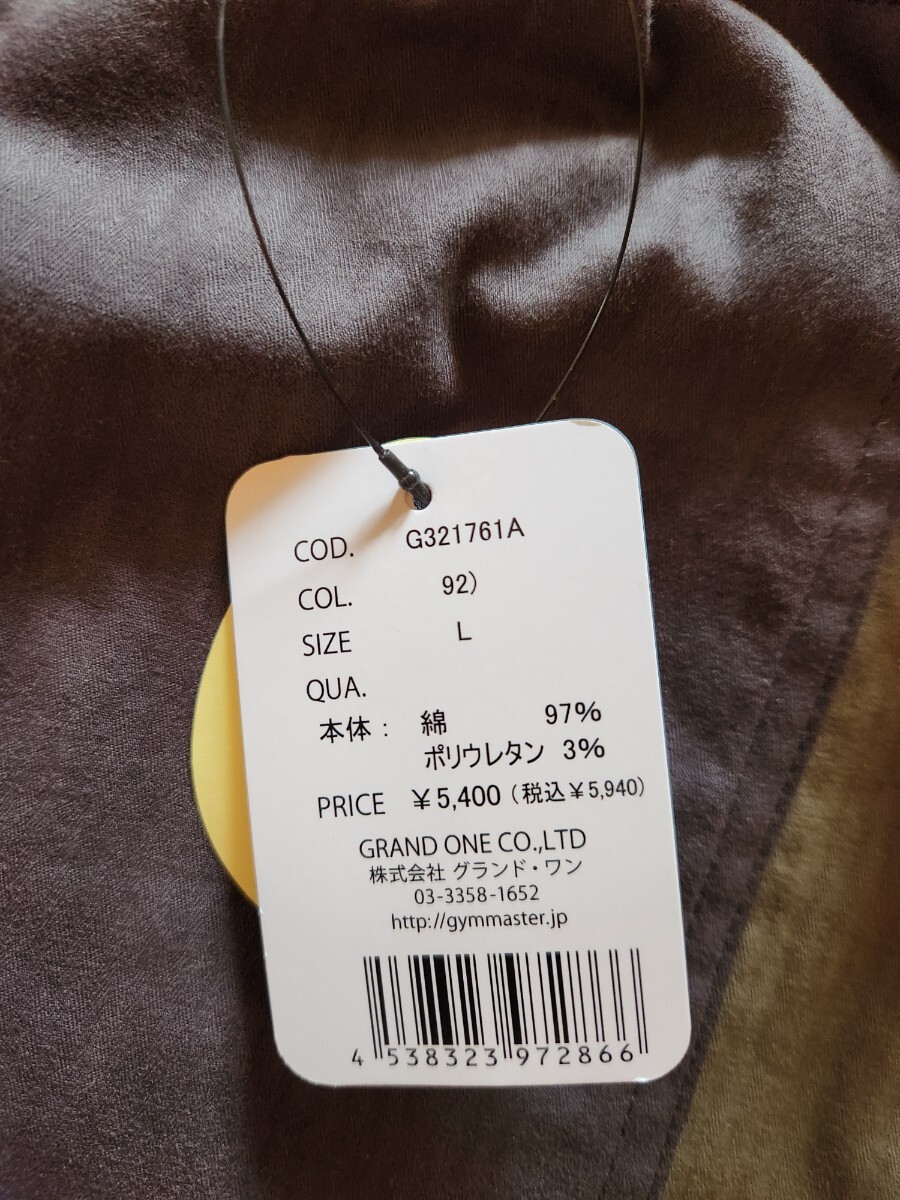 COD. G321761A
COL. 92)
SIZE L
QUA.
本体： 綿 97%
ポリウレタン 3%
PRICE ¥5,400（税込¥5,940）
GRAND ONE CO.,LTD
株式会社 グランド・ワン
03-3358-1652
http://gymmaster.jp
4 538323 972866